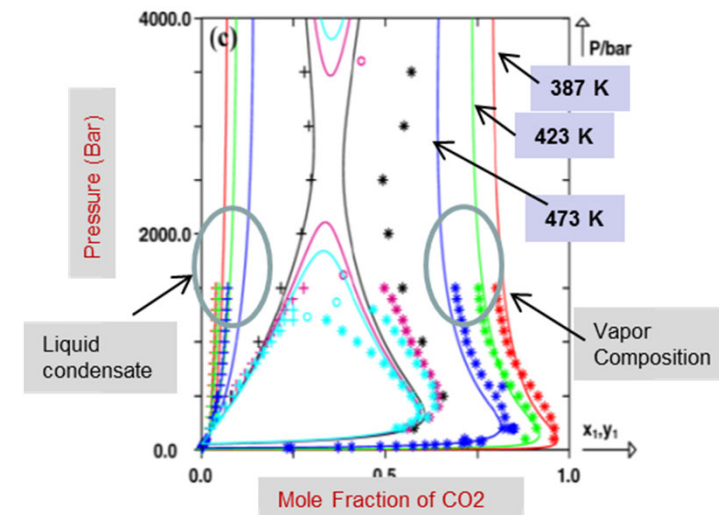 4000.0
(c)
P/bar
387 K
423 K
473 K
Pressure (Bar)
2000.0
Liquid
condensate
Vapor
Composition
0.0
x₁,y₁
0.0
0.5
1.0
Mole Fraction of CO2